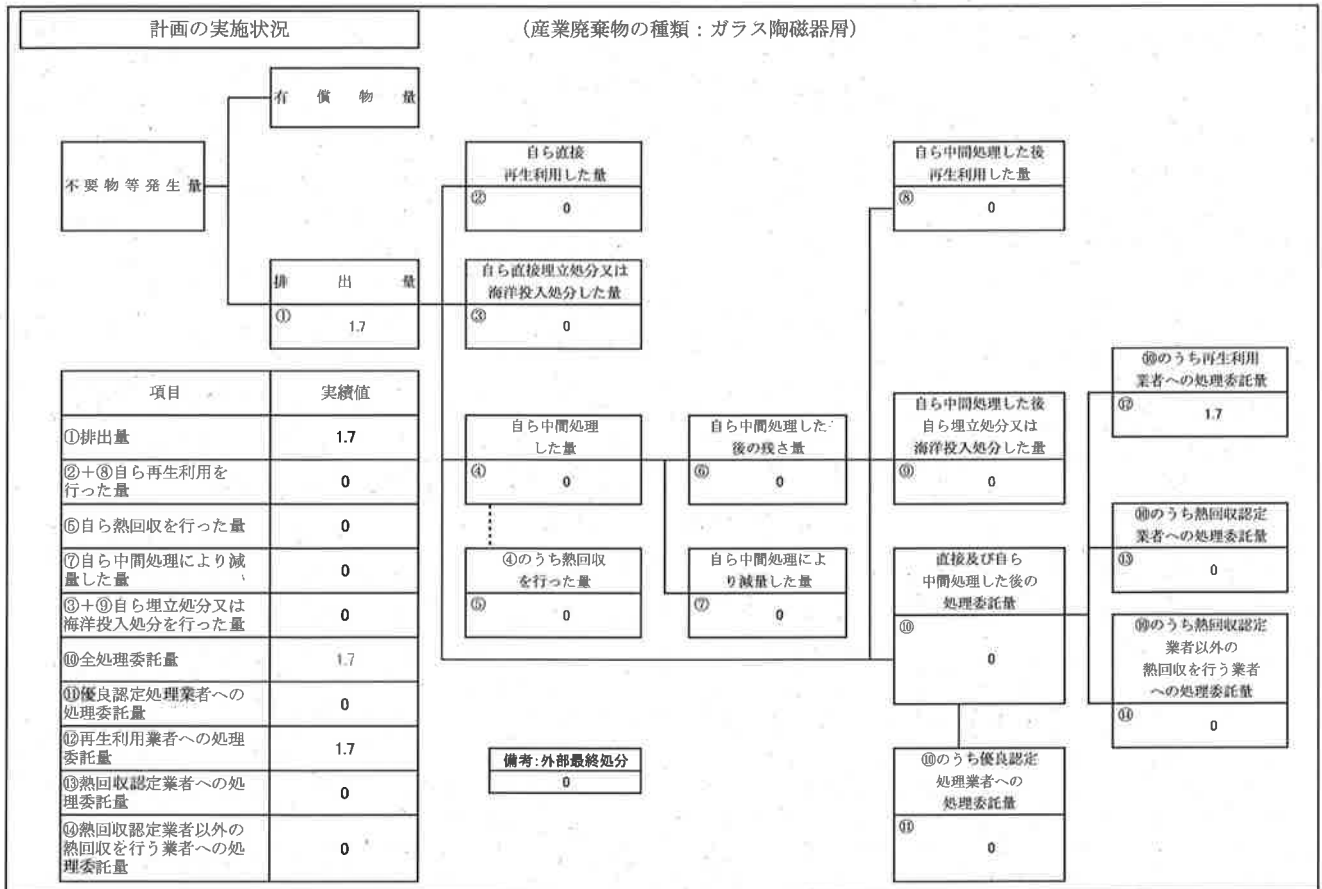 計画の実施状況
(産業廃棄物の種類：ガラス陶磁器屑)
有償物量
不要物等発生量
排出量
① 1.7
自ら直接
再生利用した量
② 0
自ら直接埋立処分又は
海洋投入処分した量
③ 0
自ら中間処理した後
再生利用した量
⑧ 0
項目 実績値
①排出量 1.7
②+⑧自ら再生利用を
行った量 0
⑤自ら熱回収を行った量 0
⑦自ら中間処理により減
量した量 0
③+⑨自ら埋立処分又は
海洋投入処分を行った量 0
⑩全処理委託量 1.7
⑪優良認定処理業者への
処理委託量 0
⑫再生利用業者への処理
委託量 1.7
⑬熱回収認定業者への処
理委託量 0
⑭熱回収認定業者以外の
熱回収を行う業者への処
理委託量 0
自ら中間処理
した量
④ 0
④のうち熱回収
を行った量
⑤ 0
自ら中間処理した
後の残さ量
⑥ 0
自ら中間処理によ
り減量した量
⑦ 0
自ら中間処理した後
自ら埋立処分又は
海洋投入処分した量
⑨ 0
直接及び自ら
中間処理した後の
処理委託量
⑩
0
⑩のうち優良認定
処理業者への
処理委託量
⑪
0
⑩のうち再生利用
業者への処理委託量
⑫ 1.7
⑩のうち熱回収認定
業者への処理委託量
⑬ 0
⑩のうち熱回収認定
業者以外の
熱回収を行う業者
への処理委託量
⑭ 0
備考:外部最終処分
0